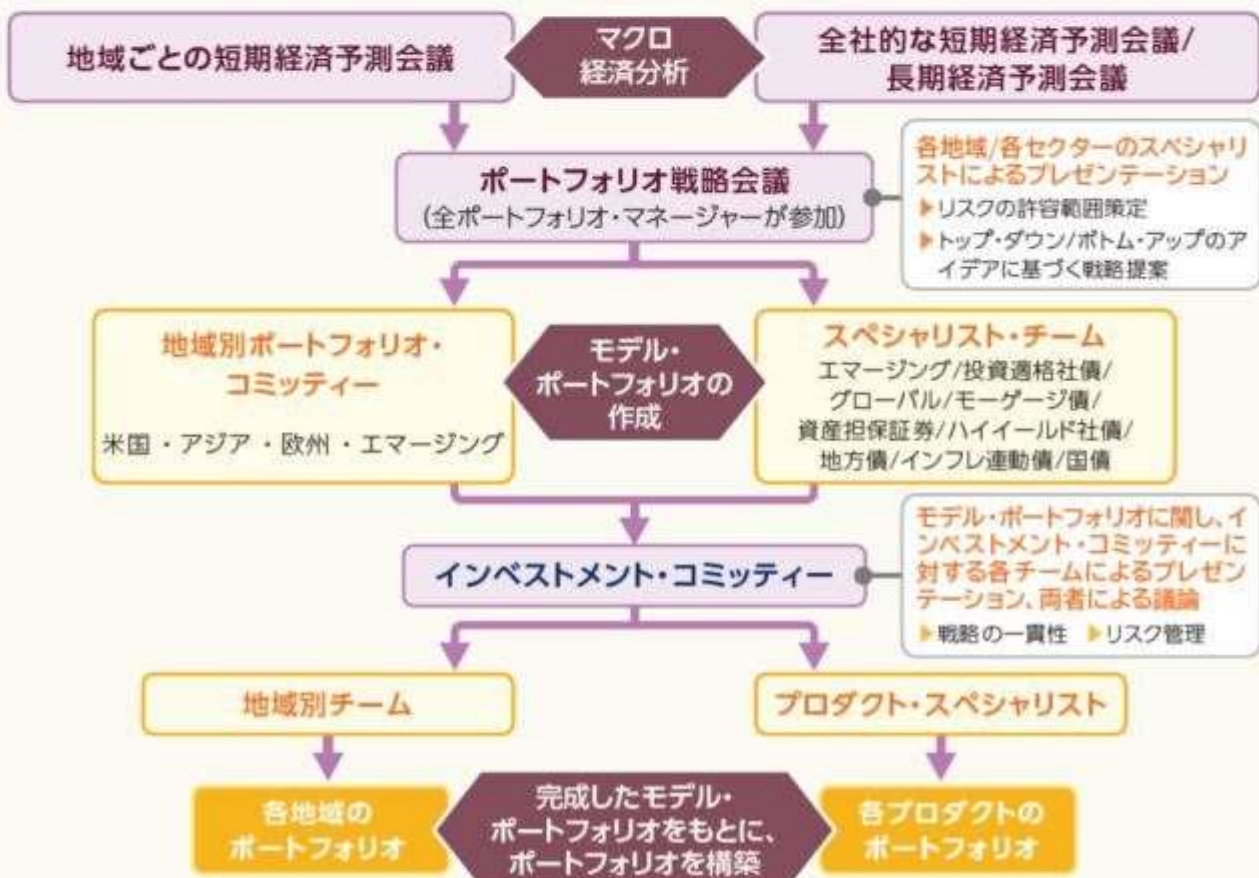 地域ごとの短期経済予測会議
マクロ
経済分析
全社的な短期経済予測会議/
長期経済予測会議
ポートフォリオ戦略会議
(全ポートフォリオ・マネージャーが参加)
各地域/各セクターのスペシャリ
ストによるプレゼンテーション
▶リスクの許容範囲策定
▶トップ・ダウン/ボトム・アップのア
イデアに基づく戦略提案
地域別ポートフォリオ・
コミッティー
米国・アジア・欧州・エマージング
モデル・
ポートフォリオの
作成
スペシャリスト・チーム
エマージング/投資適格社債/
グローバル/モーゲージ債/
資産担保証券/ハイイールド社債/
地方債/インフレ連動債/国債
インベストメント・コミッティー
モデル・ポートフォリオに関し、イ
ンベストメント・コミッティーに
対する各チームによるプレゼン
テーション、両者による議論
▶戦略の一貫性 ▶リスク管理
地域別チーム
プロダクト・スペシャリスト
各地域の
ポートフォリオ
完成したモデル・
ポートフォリオをもとに、
ポートフォリオを構築
各プロダクトの
ポートフォリオ